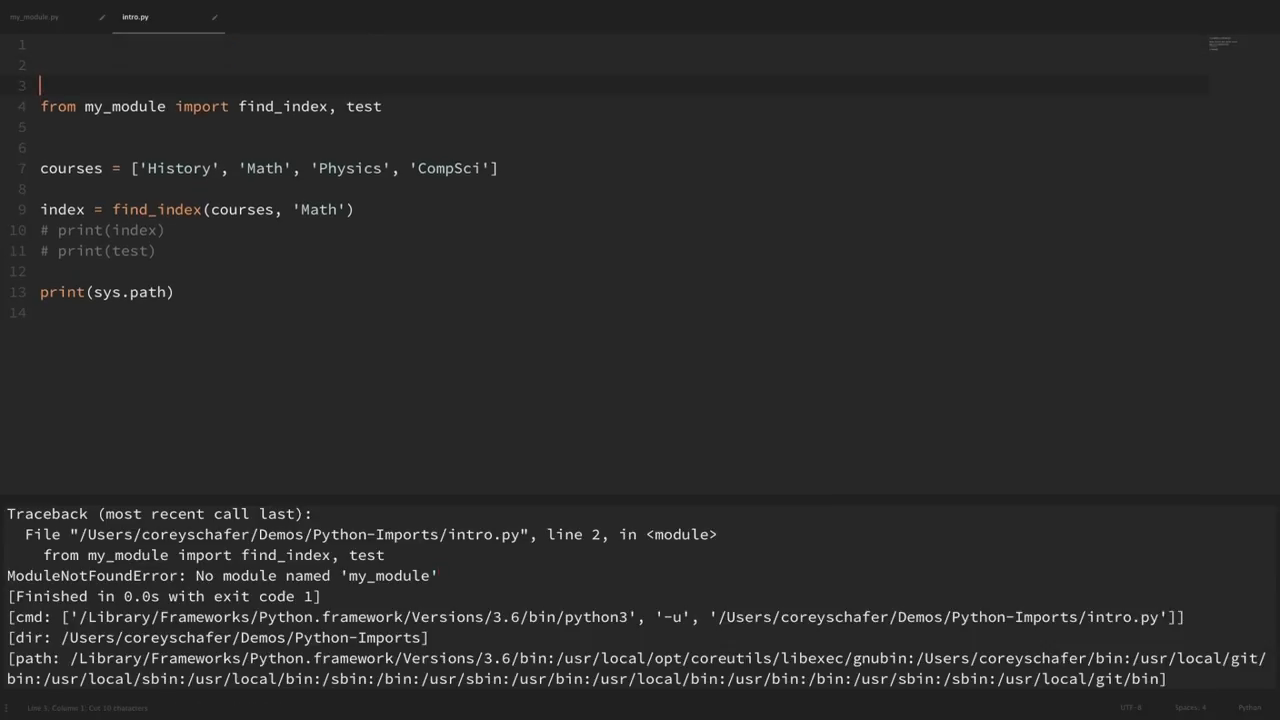 my_module.py
intro.py
1
2
3
4 from my_module import find_index, test
5
6
7 courses = ['History', 'Math', 'Physics', 'CompSci']
8
9 index = find_index(courses, 'Math')
10 # print(index)
11 # print(test)
12
13 print(sys.path)
14
Traceback (most recent call last):
File "/Users/coreyschafer/Demos/Python-Imports/intro.py", line 2, in <module>
from my_module import find_index, test
ModuleNotFoundError: No module named 'my_module'
[Finished in 0.0s with exit code 1]
[cmd: ['/Library/Frameworks/Python.framework/Versions/3.6/bin/python3', '-u', '/Users/coreyschafer/Demos/Python-Imports/intro.py']]
[dir: /Users/coreyschafer/Demos/Python-Imports]
[path: /Library/Frameworks/Python.framework/Versions/3.6/bin:/usr/local/opt/coreutils/libexec/gnubin:/Users/coreyschafer/bin:/usr/local/git/
bin:/usr/local/sbin:/usr/local/bin:/sbin:/bin:/usr/sbin:/usr/bin:/usr/local/bin:/usr/bin:/bin:/usr/sbin:/sbin:/usr/local/git/bin]
Line 3, Column 1; Cut 10 characters
UTF-8
Spaces: 4
Python